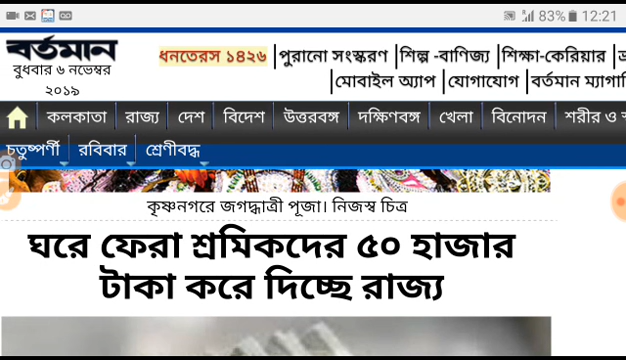 83% 12:21
বর্তমান
বুধবার ৬ নভেম্বর
২০১৯
ধনতেরস ১৪২৬ |পুরানো সংস্করণ |শিল্প -বাণিজ্য |শিক্ষা-কেরিয়ার
|মোবাইল অ্যাপ |যোগাযোগ |বর্তমান
কলকাতা রাজ্য দেশ বিদেশ উত্তরবঙ্গ দক্ষিণবঙ্গ খেলা বিনোদন শরীর ও
চতুষ্পর্ণী রবিবার শ্রেণীবদ্ধ
কৃষ্ণনগরে জগদ্ধাত্রী পূজা। নিজস্ব চিত্র
ঘরে ফেরা শ্রমিকদের ৫০ হাজার
টাকা করে দিচ্ছে রাজ্য